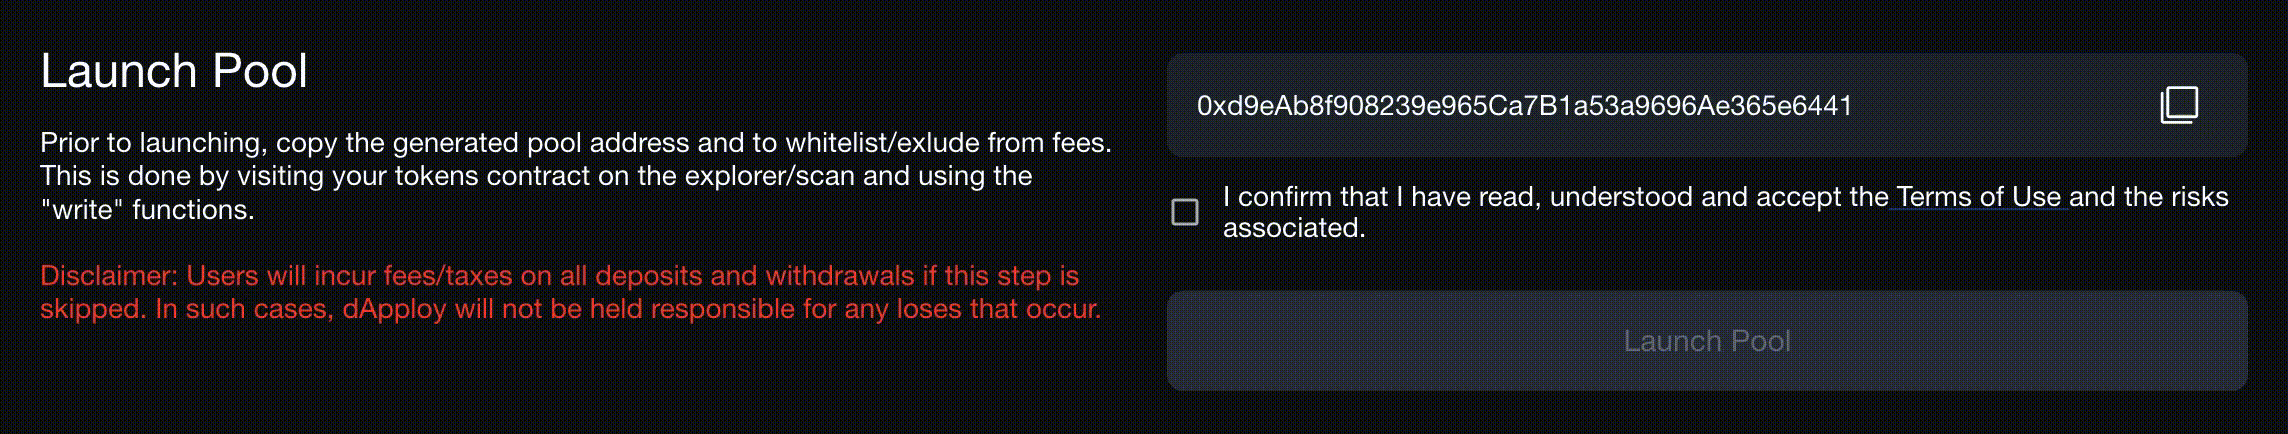 Launch Pool
Prior to launching, copy the generated pool address and to whitelist/exlude from fees.
This is done by visiting your tokens contract on the explorer/scan and using the
"write" functions.
Disclaimer: Users will incur fees/taxes on all deposits and withdrawals if this step is
skipped. In such cases, dApploy will not be held responsible for any loses that occur.
0xd9eAb8f908239e965Ca7B1a53a9696Ae365e6441
I confirm that I have read, understood and accept the Terms of Use and the risks
associated.
Launch Pool